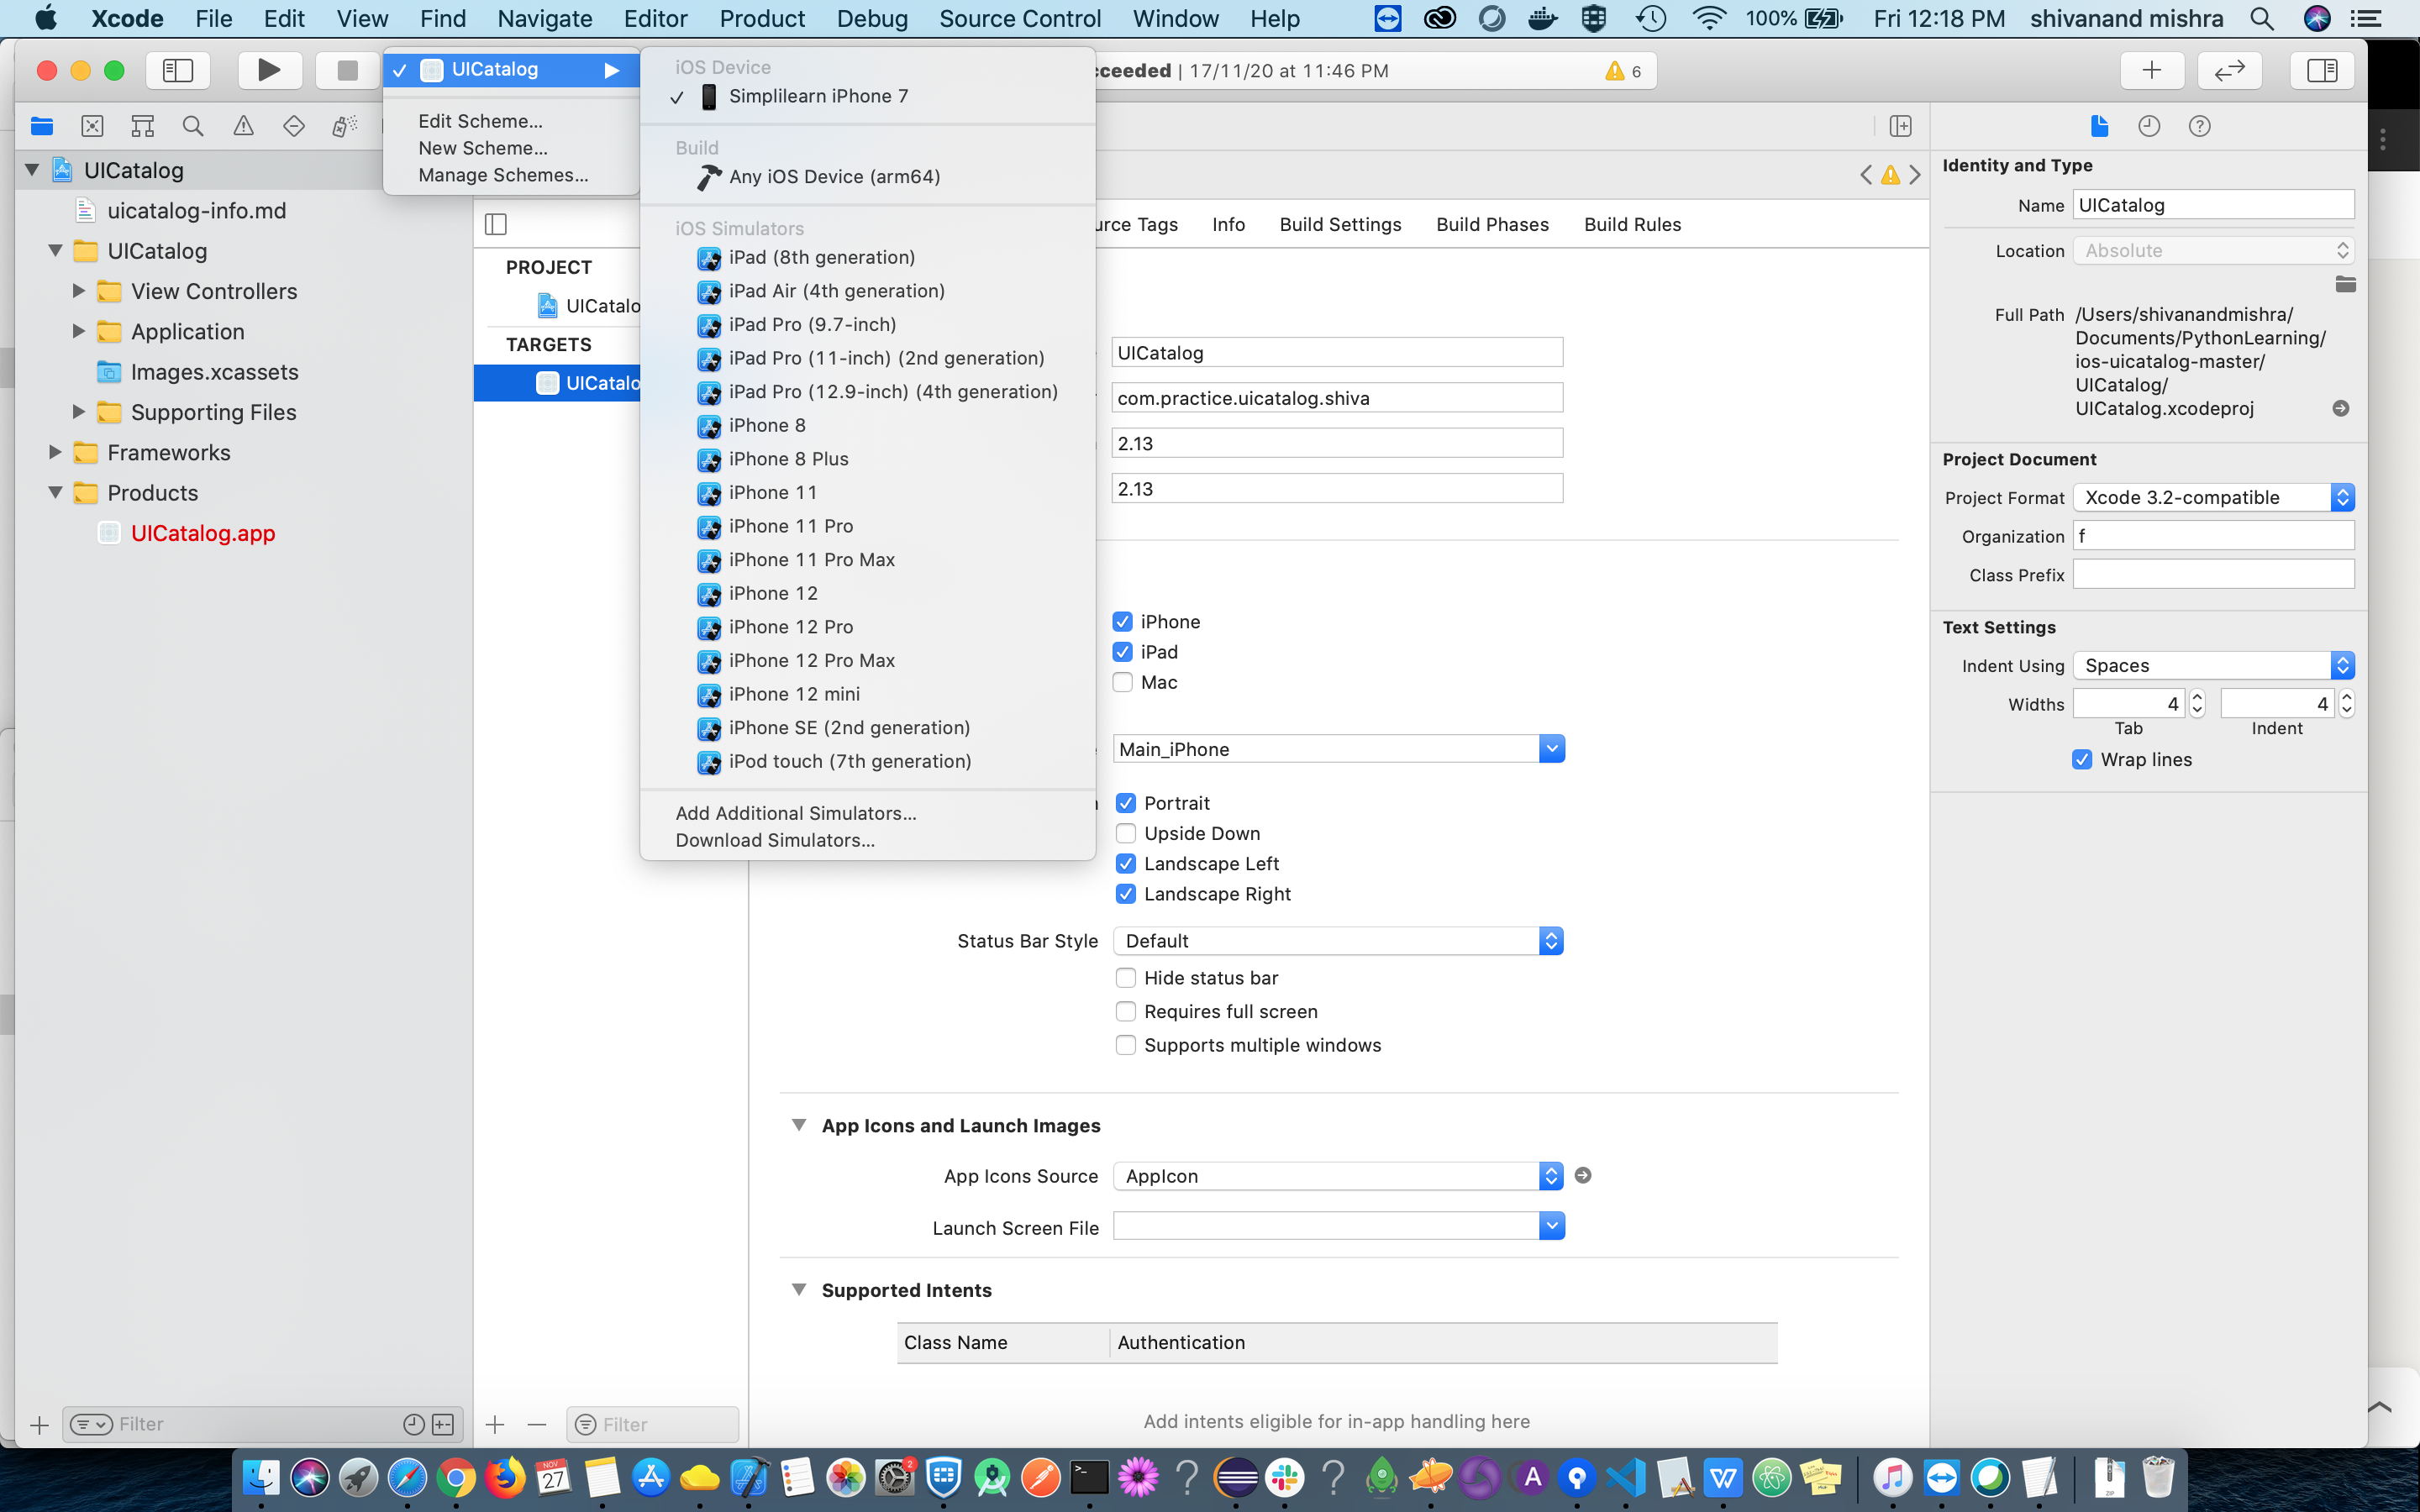 Xcode File Edit View Find Navigate Editor Product Debug Source Control Window Help 100% Fri 12:18 PM shivanand mishra
UICatalog
Edit Scheme...
New Scheme...
Manage Schemes...
iOS Device
Simplilearn iPhone 7
Build
Any iOS Device (arm64)
iOS Simulators
iPad (8th generation)
iPad Air (4th generation)
iPad Pro (9.7-inch)
iPad Pro (11-inch) (2nd generation)
iPad Pro (12.9-inch) (4th generation)
iPhone 8
iPhone 8 Plus
iPhone 11
iPhone 11 Pro
iPhone 11 Pro Max
iPhone 12
iPhone 12 Pro
iPhone 12 Pro Max
iPhone 12 mini
iPhone SE (2nd generation)
iPod touch (7th generation)
Add Additional Simulators...
Download Simulators...
cceeded | 17/11/20 at 11:46 PM 6
UICatalog
uicatalog-info.md
UICatalog
View Controllers
Application
Images.xcassets
Supporting Files
Frameworks
Products
UICatalog.app
Filter
PROJECT
UICatalo
TARGETS
UICatalo
Filter
urce Tags Info Build Settings Build Phases Build Rules
UICatalog
com.practice.uicatalog.shiva
2.13
2.13
iPhone
iPad
Mac
Main_iPhone
Portrait
Upside Down
Landscape Left
Landscape Right
Status Bar Style Default
Hide status bar
Requires full screen
Supports multiple windows
App Icons and Launch Images
App Icons Source AppIcon
Launch Screen File
Supported Intents
Class Name Authentication
Add intents eligible for in-app handling here
Identity and Type
Name UICatalog
Location Absolute
Full Path /Users/shivanandmishra/
Documents/PythonLearning/
ios-uicatalog-master/
UICatalog/
UICatalog.xcodeproj
Project Document
Project Format Xcode 3.2-compatible
Organization f
Class Prefix
Text Settings
Indent Using Spaces
Widths 4 4
Tab Indent
Wrap lines
NOV
27
2
A
W
ZIP